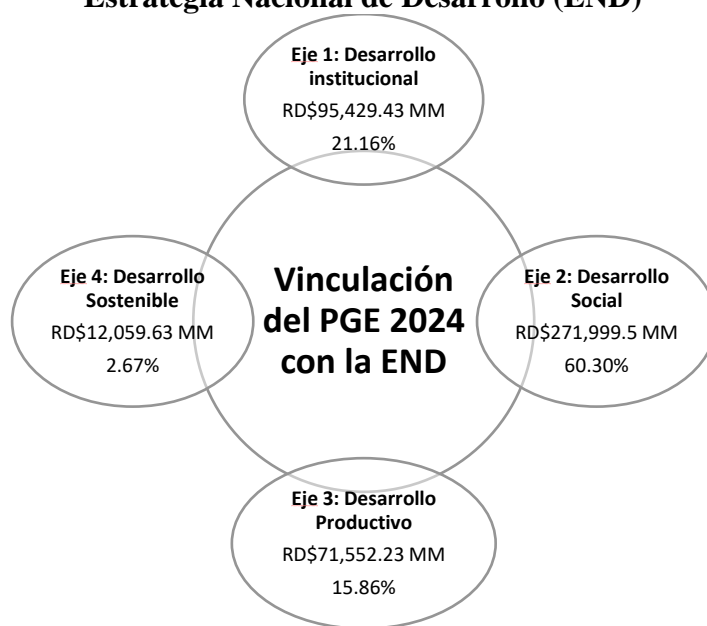 Estrategia Nacional de Desarrollo (END)
Eje 1: Desarrollo
institucional
RD$95,429.43 MM
21.16%
Eje 4: Desarrollo
Sostenible
RD$12,059.63 MM
2.67%
Vinculación
del PGE 2024
con la END
Eje 2: Desarrollo
Social
RD$271,999.5 MM
60.30%
Eje 3: Desarrollo
Productivo
RD$71,552.23 MM
15.86%